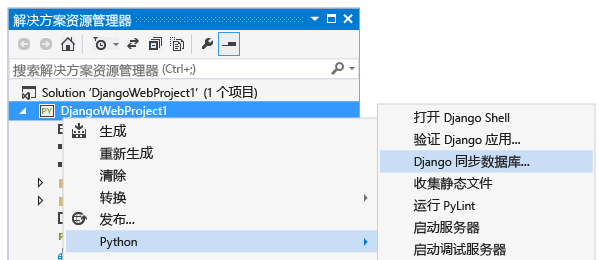 解决方案资源管理器
搜索解决方案资源管理器 (Ctrl+;)
Solution 'DjangoWebProject1' (1 个项目)
PY DjangoWebProject1
生成
重新生成
清除
转换
发布...
Python
打开 Django Shell
验证 Django 应用...
Django 同步数据库...
收集静态文件
运行 PyLint
启动服务器
启动调试服务器